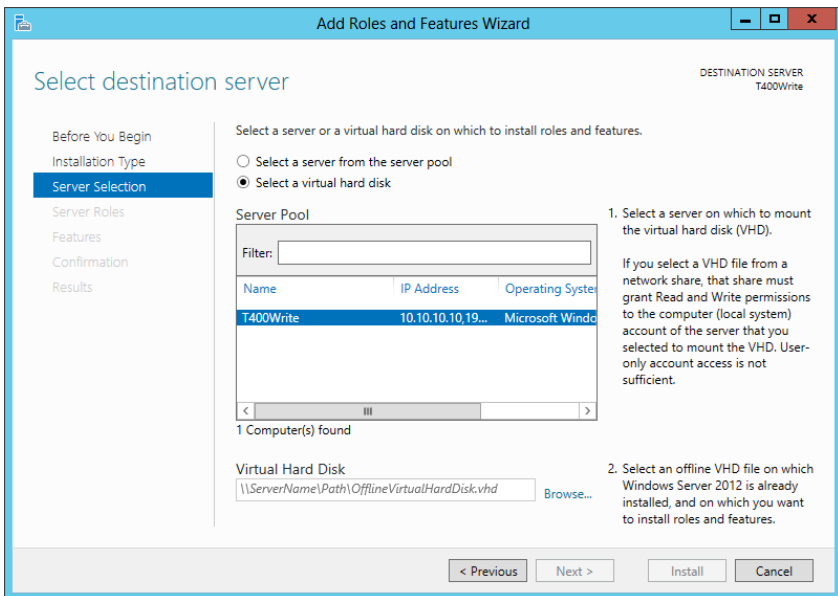 Add Roles and Features Wizard
Select destination server
DESTINATION SERVER
T400Write
Before You Begin
Installation Type
Server Selection
Server Roles
Features
Confirmation
Results
Select a server or a virtual hard disk on which to install roles and features.
Select a server from the server pool
Select a virtual hard disk
Server Pool
Filter:
Name IP Address Operating Syste
T400Write 10.10.10.10,19... Microsoft Windo
1 Computer(s) found
Virtual Hard Disk
\\ServerName\Path\OfflineVirtualHardDisk.vhd Browse...
1. Select a server on which to mount
the virtual hard disk (VHD).
If you select a VHD file from a
network share, that share must
grant Read and Write permissions
to the computer (local system)
account of the server that you
selected to mount the VHD. User-
only account access is not
sufficient.
2. Select an offline VHD file on which
Windows Server 2012 is already
installed, and on which you want
to install roles and features.
< Previous Next > Install Cancel